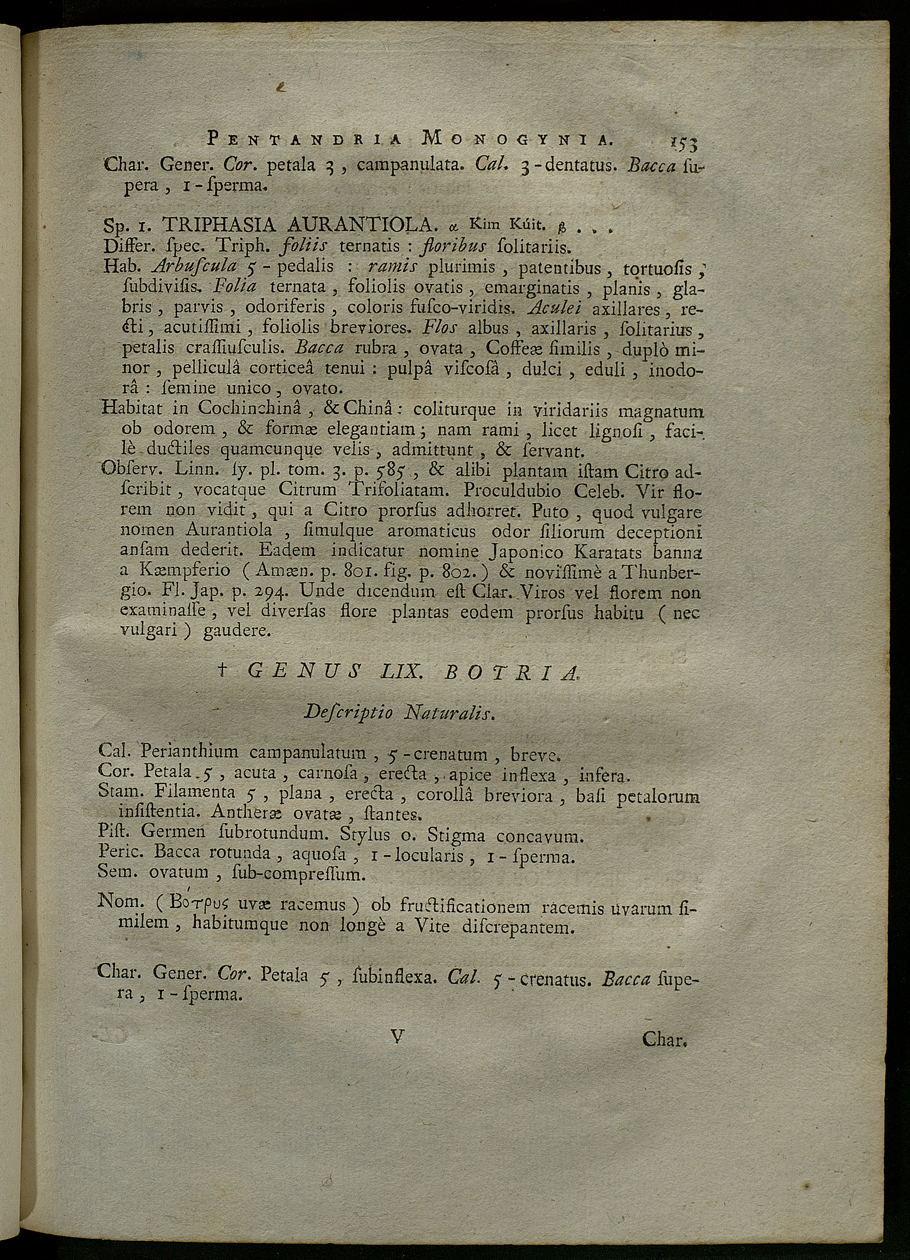 PENTANDRIA MONOGYNIA. 153
Char. Gener. Cor. petala 3 , campanulata. Cal. 3-dentatus. Bacca ſu-
pera , 1-ſperma.
Sp. 1. TRIPHASIA AURANTIOLA. α Kim Kúit. β . . .
Differ. ſpec. Triph. foliis ternatis : floribus ſolitariis.
Hab. Arbuſcula 5-pedalis : ramis plurimis , patentibus , tortuoſis ,
ſubdiviſis. Folia ternata , foliolis ovatis , emarginatis , planis , gla-
bris , parvis , odoriferis , coloris fuſco-viridis. Aculei axillares , re-
cti , acutiſſimi , foliolis breviores. Flos albus , axillaris , ſolitarius ,
petalis craſſiuſculis. Bacca rubra , ovata , Coffeæ ſimilis , duplò mi-
nor , pelliculâ corticeâ tenui : pulpâ viſcoſâ , dulci , eduli , inodo-
râ : ſemine unico , ovato.
Habitat in Cochinchinâ , & Chinâ : coliturque in viridariis magnatum
ob odorem , & formæ elegantiam ; nam rami , licet lignoſi , faci-
lè ductiles quamcunque velis , admittunt , & ſervant.
Obſerv. Linn. ſy. pl. tom. 3. p. 585 , & alibi plantam iſtam Citro ad-
ſcribit , vocatque Citrum Trifoliatam. Proculdubio Celeb. Vir flo-
rem non vidit , qui a Citro prorſus adhorret. Puto , quod vulgare
nomen Aurantiola , ſimulque aromaticus odor filiorum deceptioni
anſam dederit. Eadem indicatur nomine Japonico Karatats banna
a Kæmpferio ( Amæn. p. 801. fig. p. 802. ) & noviſſimè a Thunber-
gio. Fl. Jap. p. 294. Unde dicendum eſt Clar. Viros vel florem non
examinaſſe , vel diverſas flore plantas eodem prorſus habitu ( nec
vulgari ) gaudere.
† GENUS LIX. BOTRIA.
Deſcriptio Naturalis.
Cal. Perianthium campanulatum , 5-crenatum , breve.
Cor. Petala 5 , acuta , carnoſa , erecta , apice inflexa , infera.
Stam. Filamenta 5 , plana , erecta , corollâ breviora , baſi petalorum
inſiſtentia. Antheræ ovatæ , ſtantes.
Piſt. Germen ſubrotundum. Stylus 0. Stigma concavum.
Peric. Bacca rotunda , aquoſa , 1-locularis , 1-ſperma.
Sem. ovatum , ſub-compreſſum.
Nom. ( Βότρυς uvæ racemus ) ob fructificationem racemis uvarum ſi-
milem , habitumque non longè a Vite diſcrepantem.
Char. Gener. Cor. Petala 5 , ſubinflexa. Cal. 5-crenatus. Bacca ſupe-
ra , 1-ſperma.
V Char.